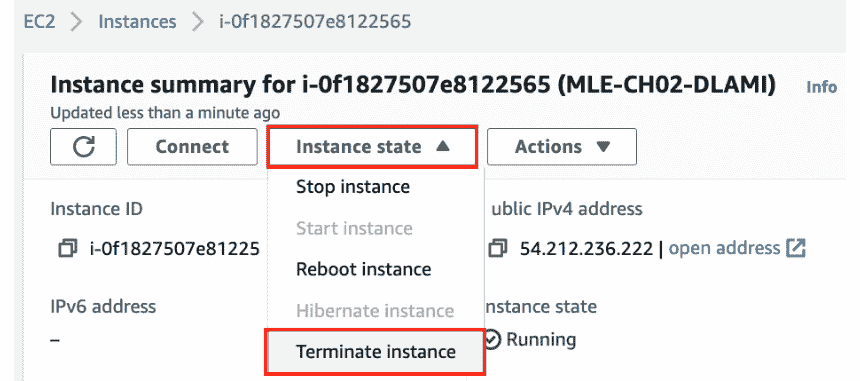 EC2 > Instances > i-0f1827507e8122565
Instance summary for i-0f1827507e8122565 (MLE-CH02-DLAMI) Info
Updated less than a minute ago
Connect Instance state ▲ Actions ▼
Stop instance
Instance ID
ublic IPv4 address
Start instance
i-0f1827507e81225
54.212.236.222 | open address
Reboot instance
IPv6 address
Hibernate instance
nstance state
–
Running
Terminate instance